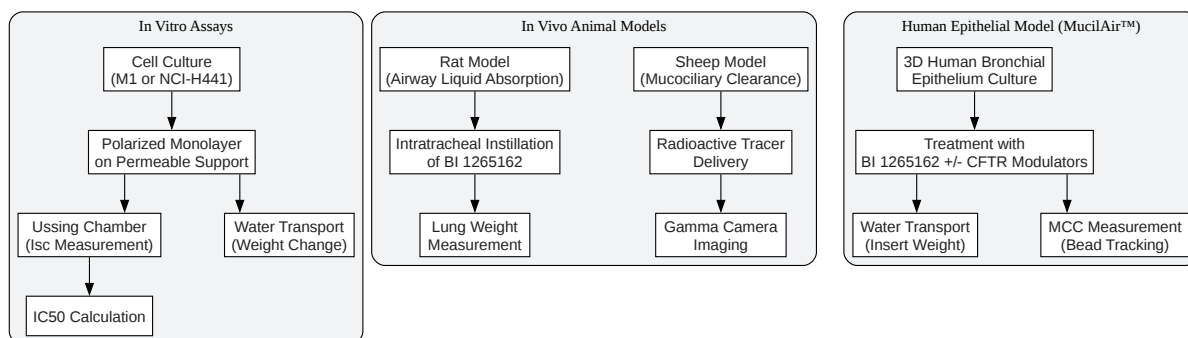 In Vitro Assays
Cell Culture
(M1 or NCI-H441)
Polarized Monolayer
on Permeable Support
Ussing Chamber
(Isc Measurement)
Water Transport
(Weight Change)
IC50 Calculation
In Vivo Animal Models
Rat Model
(Airway Liquid Absorption)
Intratracheal Instillation
of BI 1265162
Lung Weight
Measurement
Sheep Model
(Mucociliary Clearance)
Radioactive Tracer
Delivery
Gamma Camera
Imaging
Human Epithelial Model (MucilAir™)
3D Human Bronchial
Epithelium Culture
Treatment with
BI 1265162 +/- CFTR Modulators
Water Transport
(Insert Weight)
MCC Measurement
(Bead Tracking)